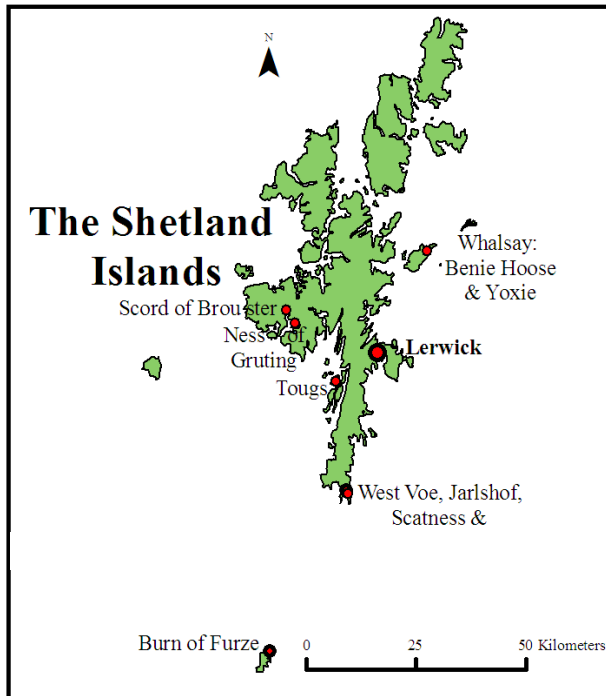 N
The Shetland
Islands
Whalsay:
Benie Hoose
& Yoxie
Scord of Brouster
Ness of
Gruting
Lerwick
Tougs
West Voe, Jarlshof,
Scatness &
Burn of Furze
0 25 50 Kilometers